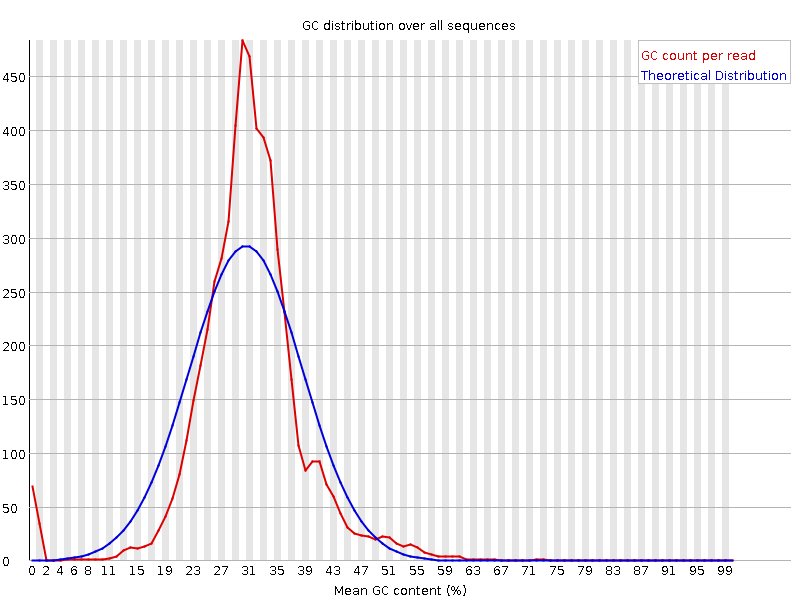 GC distribution over all sequences
GC count per read
Theoretical Distribution
450
400
350
300
250
200
150
100
50
0
0 2 4 6 8 11 15 19 23 27 31 35 39 43 47 51 55 59 63 67 71 75 79 83 87 91 95 99
Mean GC content (%)